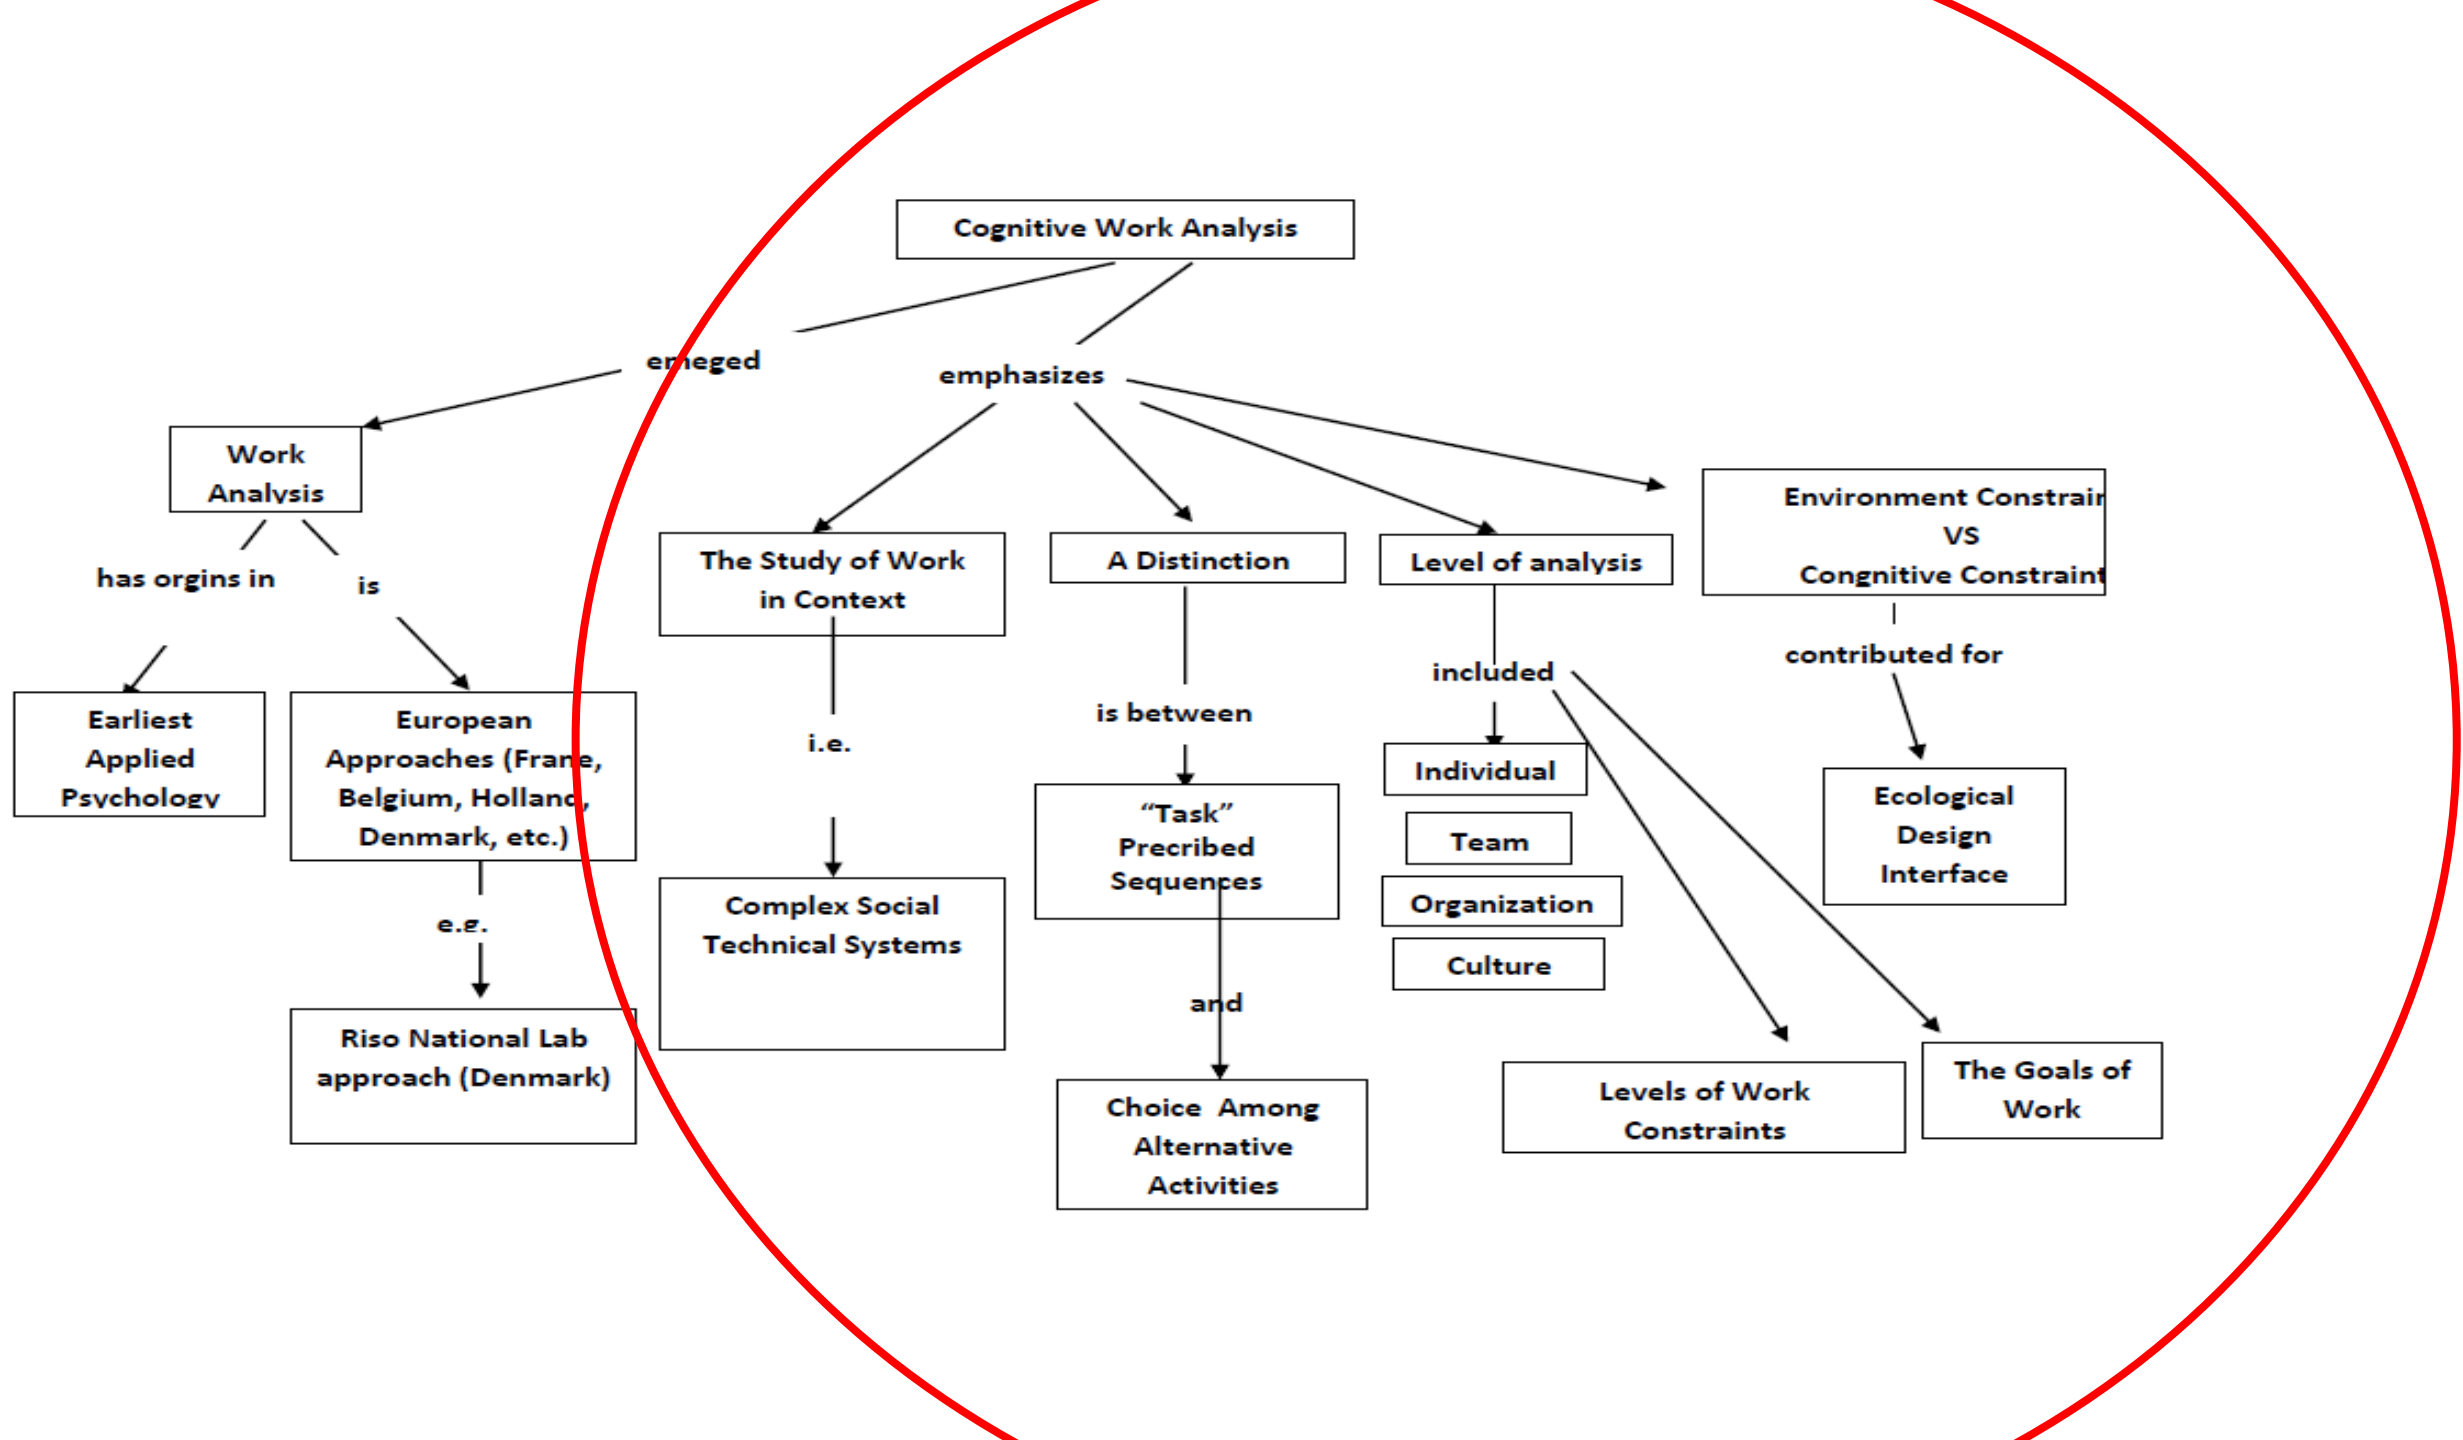 Cognitive Work Analysis
emeged
emphasizes
Work
Analysis
has orgins in
is
Earliest
Applied
Psychology
European
Approaches (Frane,
Belgium, Holland,
Denmark, etc.)
e.g.
Riso National Lab
approach (Denmark)
The Study of Work
in Context
i.e.
Complex Social
Technical Systems
A Distinction
is between
“Task”
Precribed
Sequences
and
Choice Among
Alternative
Activities
Level of analysis
included
Individual
Team
Organization
Culture
Levels of Work
Constraints
The Goals of
Work
Environment Constrain
VS
Congnitive Constraint
contributed for
Ecological
Design
Interface